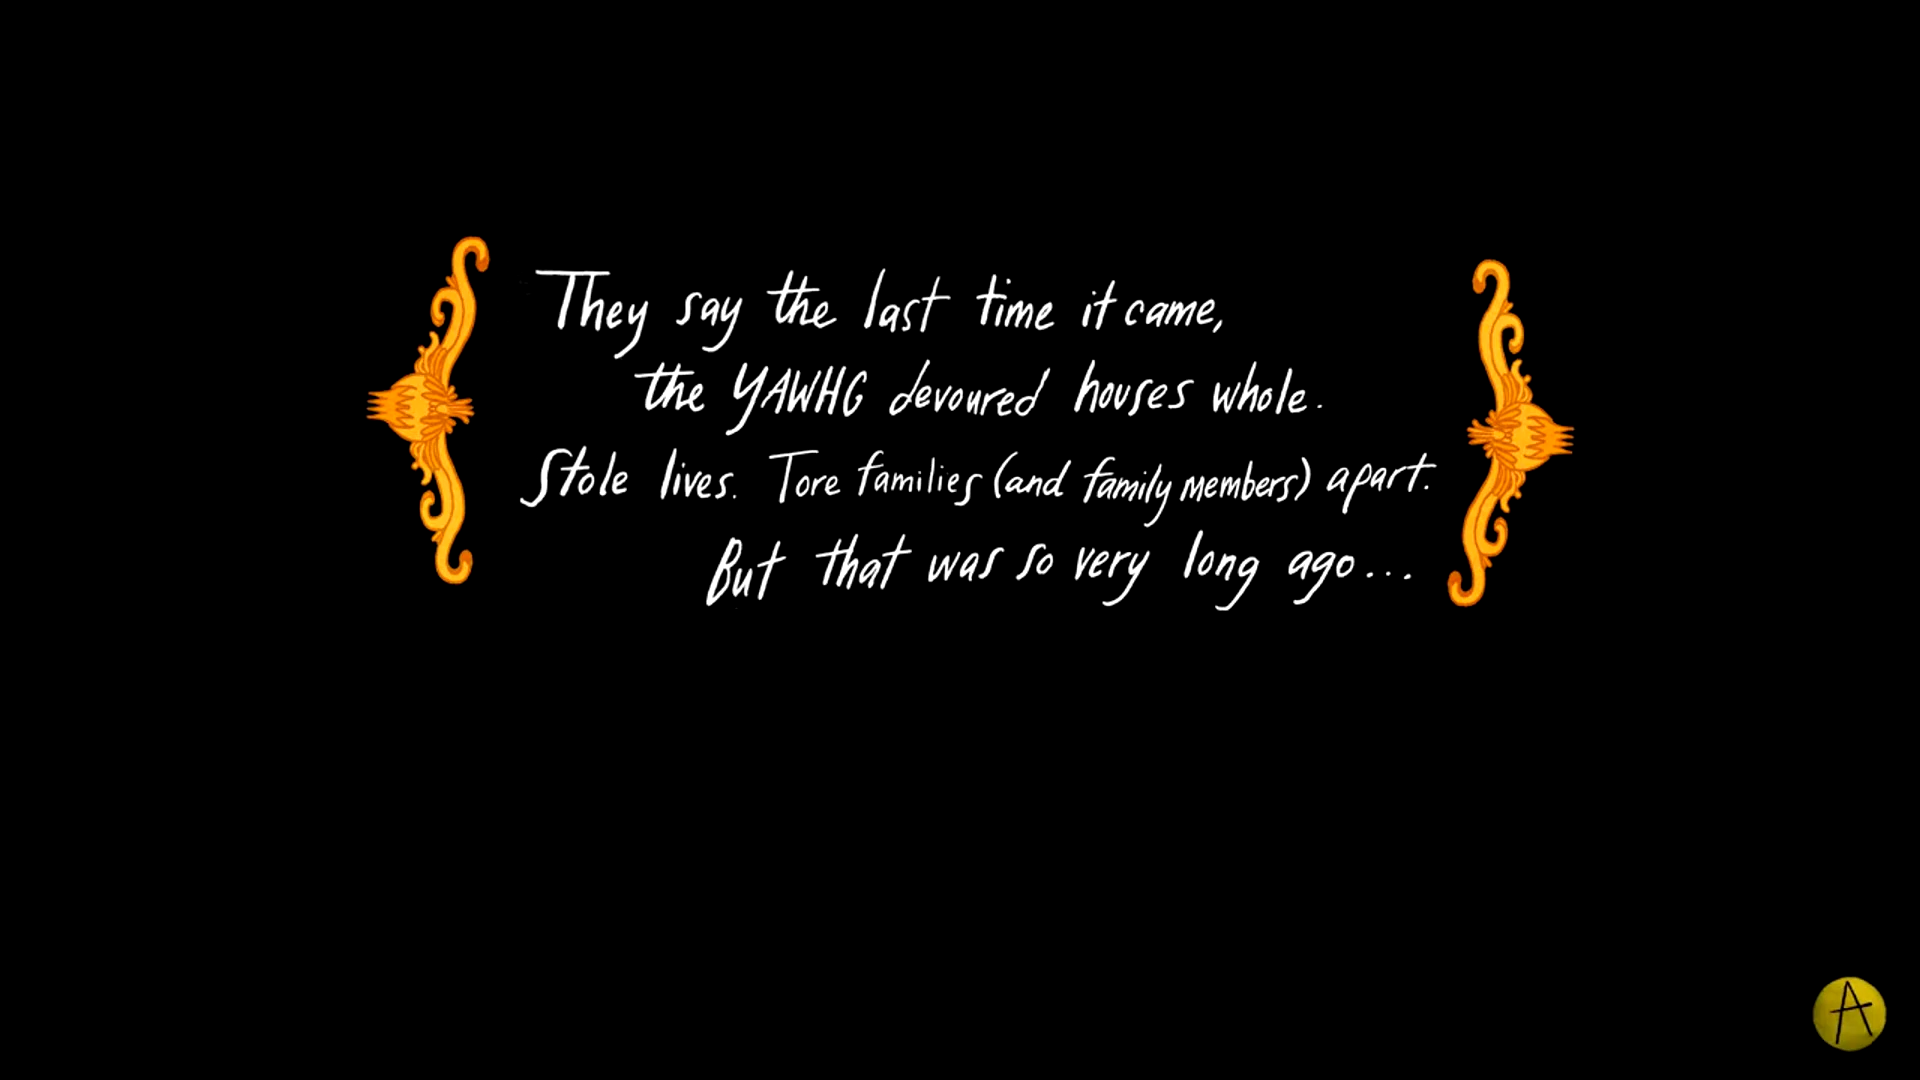 They say the last time it came,
the YAWHG devoured houses whole.
Stole lives. Tore families (and family members) apart.
But that was so very long ago...
A